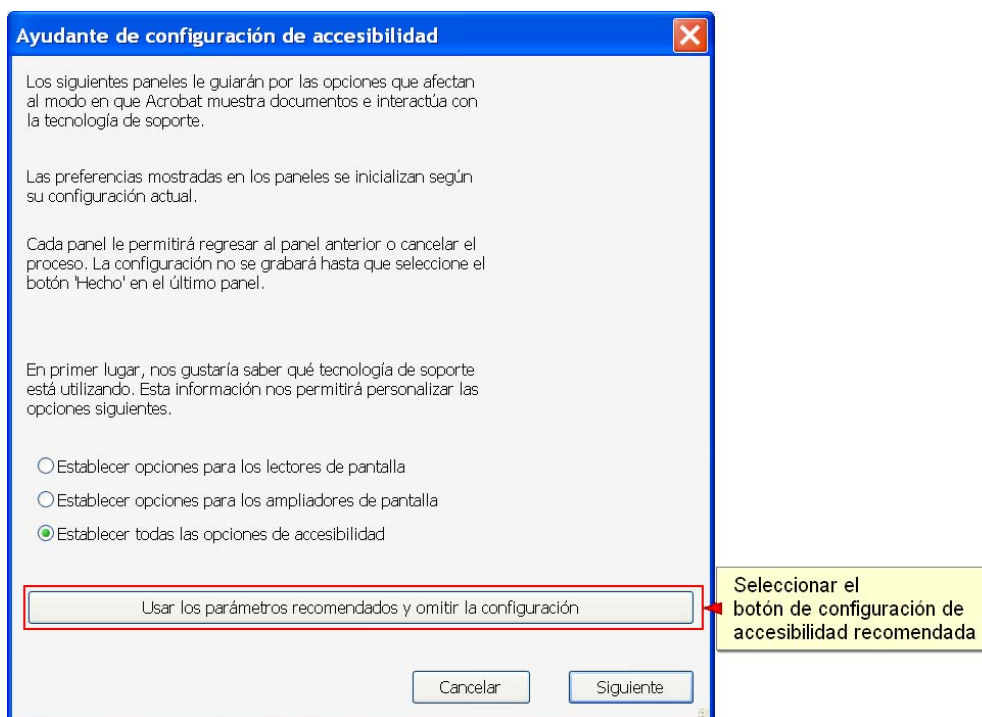 Ayudante de configuración de accesibilidad
Los siguientes paneles le guiarán por las opciones que afectan
al modo en que Acrobat muestra documentos e interactúa con
la tecnología de soporte.
Las preferencias mostradas en los paneles se inicializan según
su configuración actual.
Cada panel le permitirá regresar al panel anterior o cancelar el
proceso. La configuración no se grabará hasta que seleccione el
botón 'Hecho' en el último panel.
En primer lugar, nos gustaría saber qué tecnología de soporte
está utilizando. Esta información nos permitirá personalizar las
opciones siguientes.
Establecer opciones para los lectores de pantalla
Establecer opciones para los ampliadores de pantalla
Establecer todas las opciones de accesibilidad
Usar los parámetros recomendados y omitir la configuración
Seleccionar el
botón de configuración de
accesibilidad recomendada
Cancelar
Siguiente